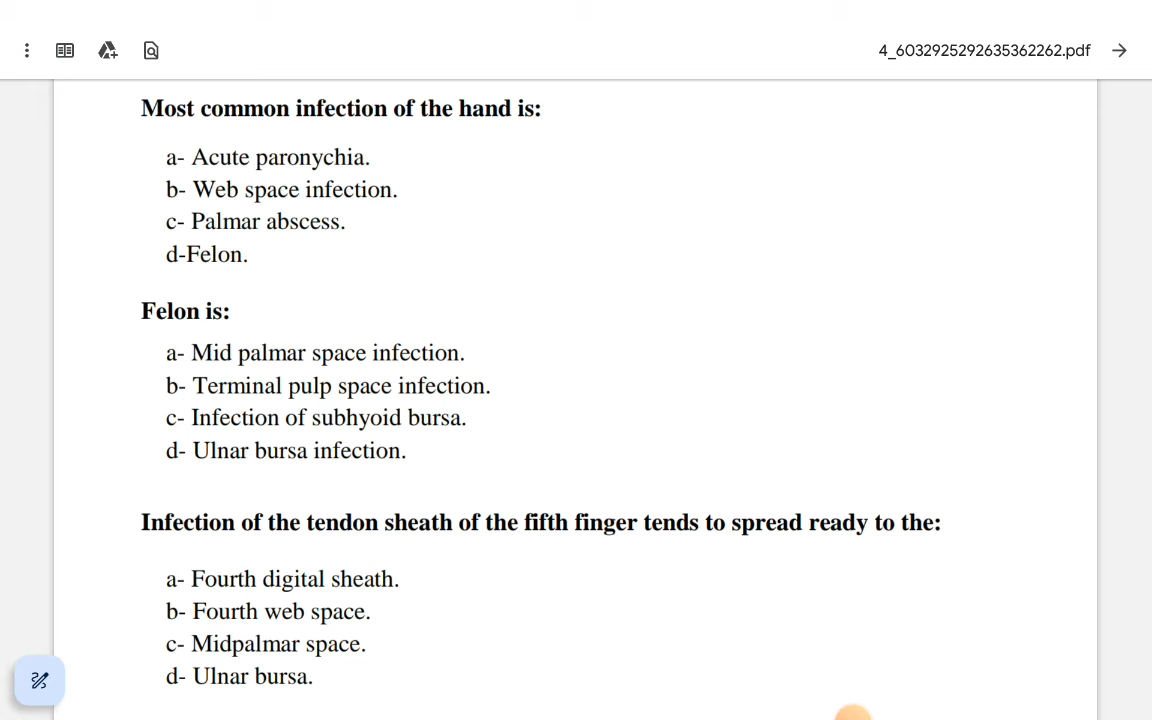 4_6032925292635362262.pdf
Most common infection of the hand is:
a- Acute paronychia.
b- Web space infection.
c- Palmar abscess.
d-Felon.
Felon is:
a- Mid palmar space infection.
b- Terminal pulp space infection.
c- Infection of subhyoid bursa.
d- Ulnar bursa infection.
Infection of the tendon sheath of the fifth finger tends to spread ready to the:
a- Fourth digital sheath.
b- Fourth web space.
c- Midpalmar space.
d- Ulnar bursa.